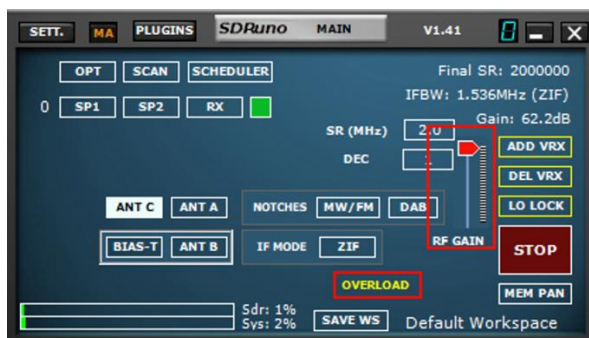 SETT. MA PLUGINS SDRuno MAIN V1.41 0
OPT SCAN SCHEDULER Final SR: 2000000
IFBW: 1.536MHz (ZIF)
0 SP1 SP2 RX Gain: 62.2dB
SR (MHz) 2.0
ADD VRX
DEC 1
DEL VRX
ANT C ANT A NOTCHES MW/FM DAB LO LOCK
BIAS-T ANT B IF MODE ZIF RF GAIN STOP
OVERLOAD
MEM PAN
Sdr: 1%
Sys: 2% SAVE WS Default Workspace